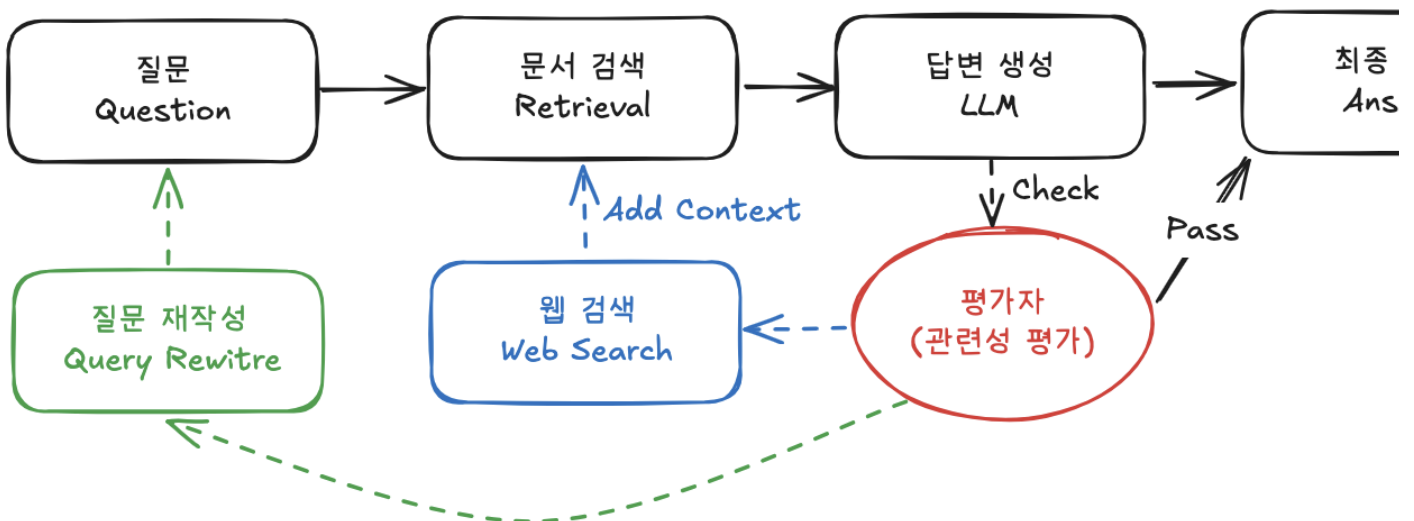 질문
Question
문서 검색
Retrieval
답변 생성
LLM
최종
Ans
Check
Add Context
Pass
질문 재작성
Query Rewitre
웹 검색
Web Search
평가자
(관련성 평가)